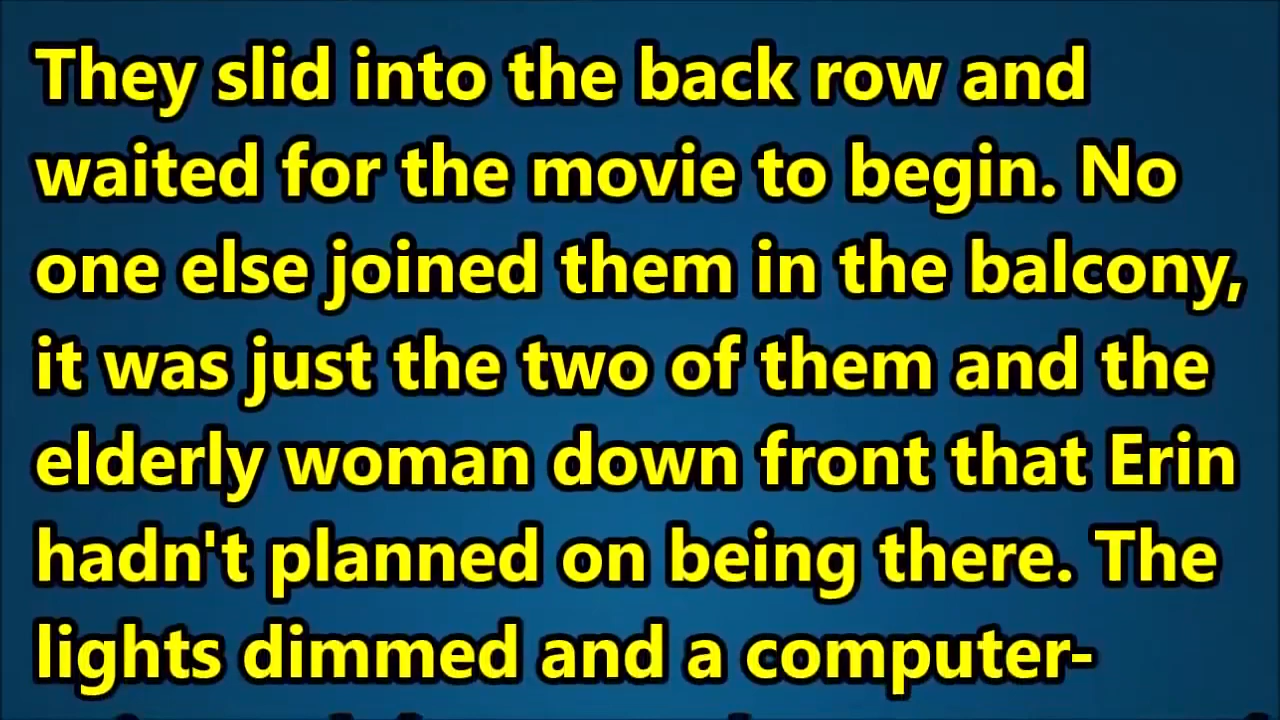 They slid into the back row and
waited for the movie to begin. No
one else joined them in the balcony,
it was just the two of them and the
elderly woman down front that Erin
hadn't planned on being there. The
lights dimmed and a computer-